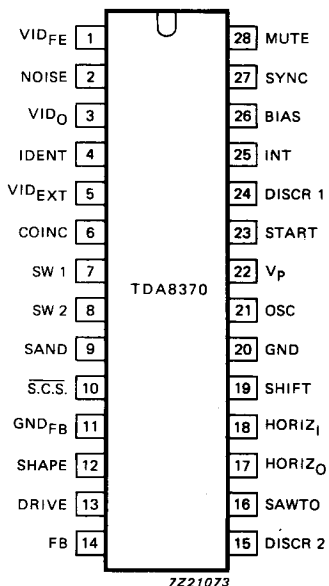 VIDFE 1 28 MUTE
NOISE 2 27 SYNC
VIDO 3 26 BIAS
IDENT 4 25 INT
VIDEXT 5 24 DISCR 1
COINC 6 23 START
SW 1 7 22 VP
TDA8370
SW 2 8 21 OSC
SAND 9 20 GND
S.C.S. 10 19 SHIFT
GNDFB 11 18 HORIZI
SHAPE 12 17 HORIZO
DRIVE 13 16 SAWTO
FB 14 15 DISCR 2
7Z21073